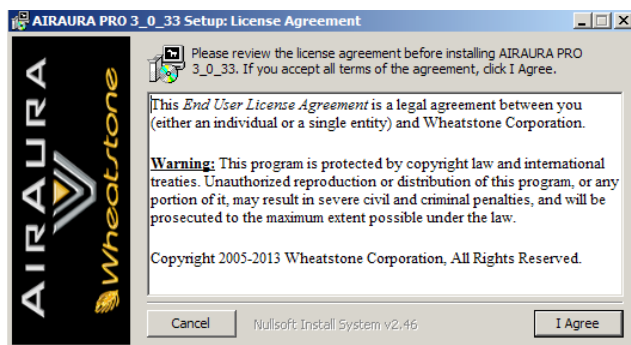 AIRAURA PRO 3_0_33 Setup: License Agreement
Please review the license agreement before installing AIRAURA PRO
3_0_33. If you accept all terms of the agreement, click I Agree.
AIRAURA
Wheatstone
This End User License Agreement is a legal agreement between you
(either an individual or a single entity) and Wheatstone Corporation.
Warning: This program is protected by copyright law and international
treaties. Unauthorized reproduction or distribution of this program, or any
portion of it, may result in severe civil and criminal penalties, and will be
prosecuted to the maximum extent possible under the law.
Copyright 2005-2013 Wheatstone Corporation, All Rights Reserved.
Cancel
Nullsoft Install System v2.46
I Agree